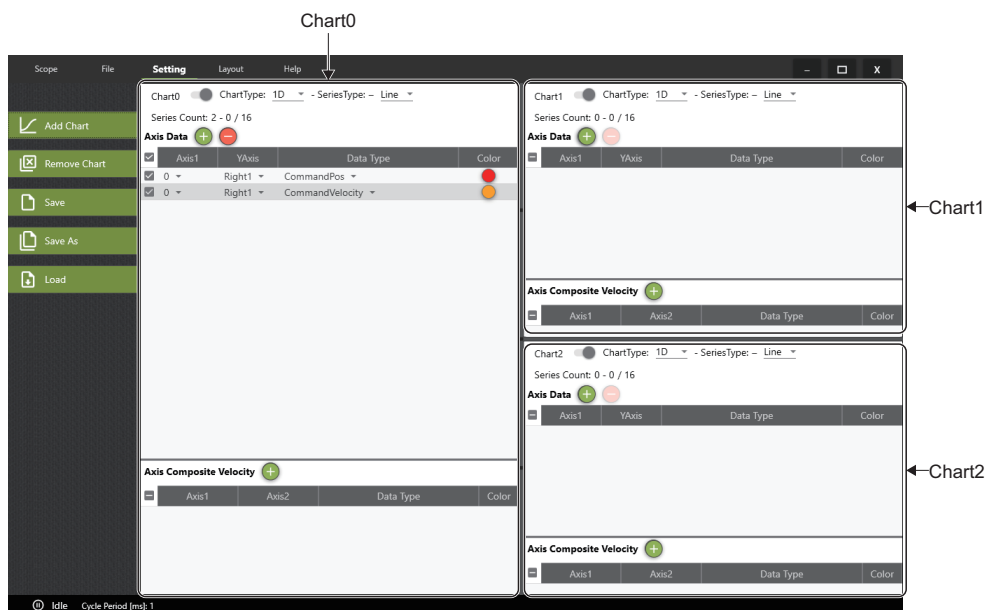 Chart0
Scope File Setting Layout Help – X
Add Chart
Remove Chart
Save
Save As
Load
Chart0 ChartType: 1D - SeriesType: – Line
Series Count: 2 - 0 / 16
Axis Data
Axis1 YAxis Data Type Color
0 Right1 CommandPos
0 Right1 CommandVelocity
Axis Composite Velocity
Axis1 Axis2 Data Type Color
Chart1 ChartType: 1D - SeriesType: – Line
Series Count: 0 - 0 / 16
Axis Data
Axis1 YAxis Data Type Color
Axis Composite Velocity
Axis1 Axis2 Data Type Color
Chart1
Chart2 ChartType: 1D - SeriesType: – Line
Series Count: 0 - 0 / 16
Axis Data
Axis1 YAxis Data Type Color
Axis Composite Velocity
Axis1 Axis2 Data Type Color
Chart2
Idle Cycle Period [ms]: 1